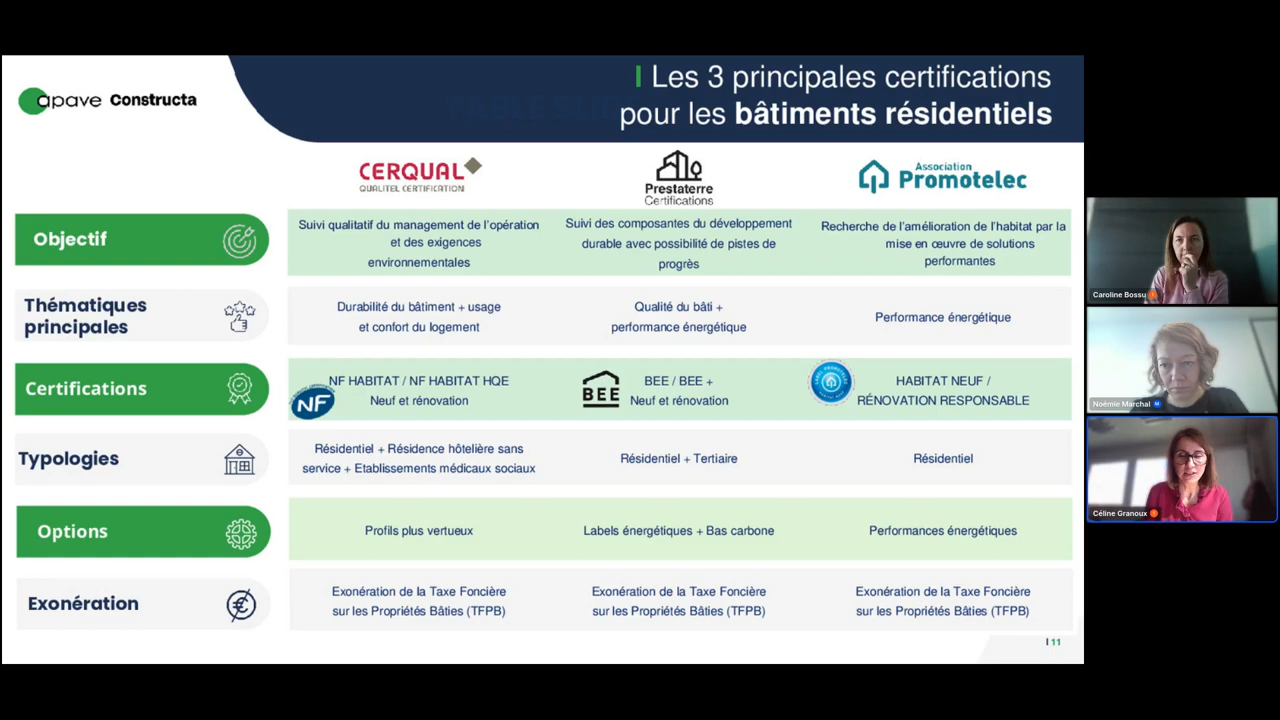 apave Constructa
Les 3 principales certifications
pour les bâtiments résidentiels
CERQUAL
QUALITEL CERTIFICATION
Prestaterre
Certifications
Association
Promotelec
Objectif
Suivi qualitatif du management de l'opération
et des exigences
environnementales
Suivi des composantes du développement
durable avec possibilité de pistes de
progrès
Recherche de l'amélioration de l'habitat par la
mise en œuvre de solutions
performantes
Thématiques
principales
Durabilité du bâtiment + usage
et confort du logement
Qualité du bâti +
performance énergétique
Performance énergétique
Certifications
NF HABITAT / NF HABITAT HQE
Neuf et rénovation
NF
BEE
BEE / BEE +
Neuf et rénovation
HABITAT NEUF /
RÉNOVATION RESPONSABLE
Typologies
Résidentiel + Résidence hôtelière sans
service + Etablissements médicaux sociaux
Résidentiel + Tertiaire
Résidentiel
Options
Profils plus vertueux
Labels énergétiques + Bas carbone
Performances énergétiques
Exonération
Exonération de la Taxe Foncière
sur les Propriétés Bâties (TFPB)
Exonération de la Taxe Foncière
sur les Propriétés Bâties (TFPB)
Exonération de la Taxe Foncière
sur les Propriétés Bâties (TFPB)
11
Caroline Bossu
Noémie Marchal
Céline Granoux